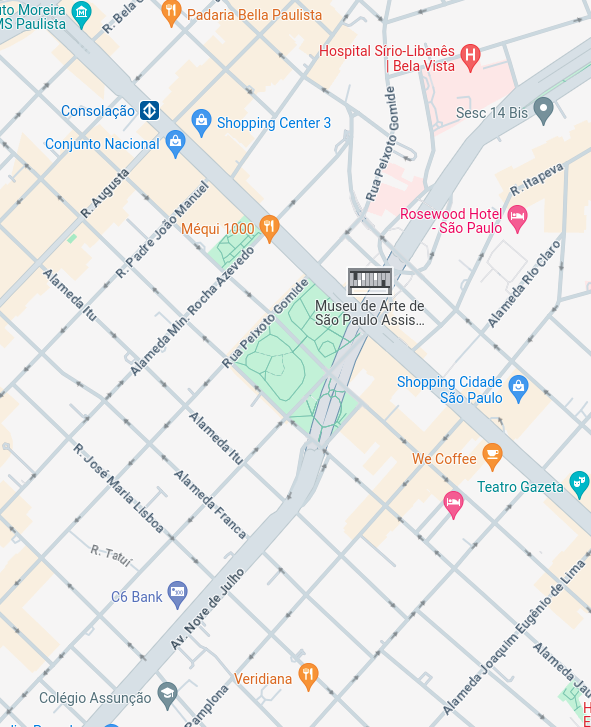 uto Moreira
MS Paulista
R. Bela C
Padaria Bella Paulista
Hospital Sírio-Libanês
| Bela Vista
H
Consolação
Shopping Center 3
Conjunto Nacional
Sesc 14 Bis
Rua Peixoto Gomide
R. Itapeva
R. Augusta
R. Padre João Manuel
Rosewood Hotel
- São Paulo
Méqui 1000
Alameda Itu
Alameda Min. Rocha Azevedo
Alameda Rio Claro
Rua Peixoto Gomide
Museu de Arte de
São Paulo Assis...
Shopping Cidade
São Paulo
Alameda Itu
We Coffee
R. José Maria Lisboa
Alameda Franca
Teatro Gazeta
R. Tatuí
C6 Bank
Av. Nove de Julho
Alameda Joaquim Eugênio de Lima
Veridiana
Colégio Assunção
Pamplona
Alameda Jau
H